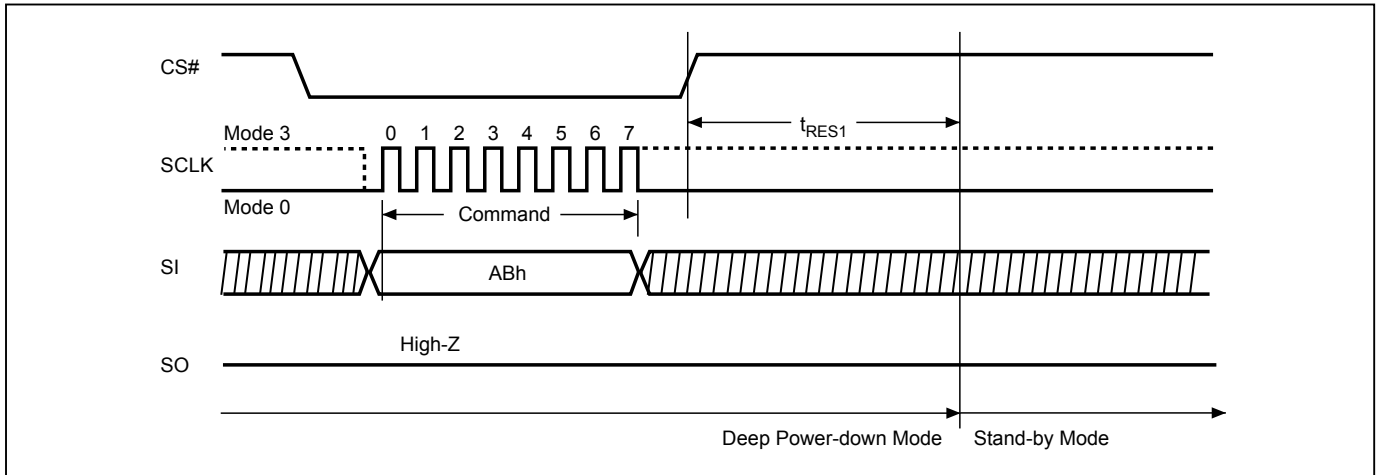 CS#
t_RES1
Mode 3
0 1 2 3 4 5 6 7
SCLK
Mode 0
Command
SI
ABh
High-Z
SO
Deep Power-down Mode
Stand-by Mode